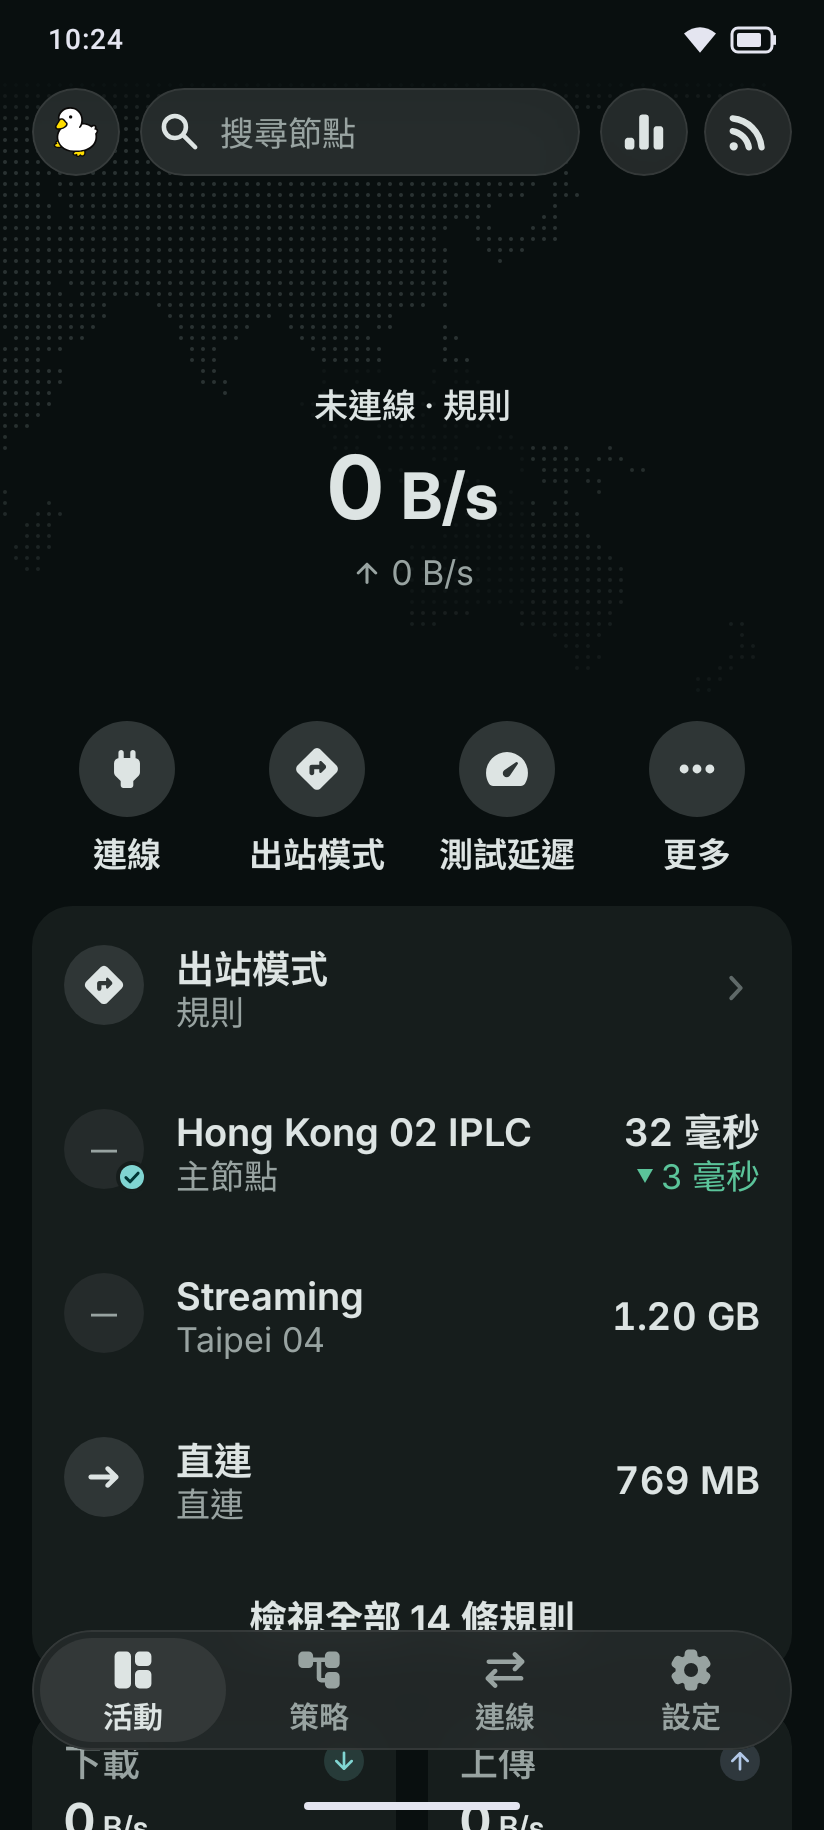 10:24
搜尋節點
未連線 · 規則
0 B/s
↑ 0 B/s
連線
出站模式
測試延遲
更多
出站模式
規則
Hong Kong 02 IPLC
32 毫秒
主節點
▼3 毫秒
Streaming
1.20 GB
Taipei 04
直連
769 MB
直連
檢視全部 14 條規則
活動
策略
連線
設定
下載
上傳
0 B/s
0 B/s